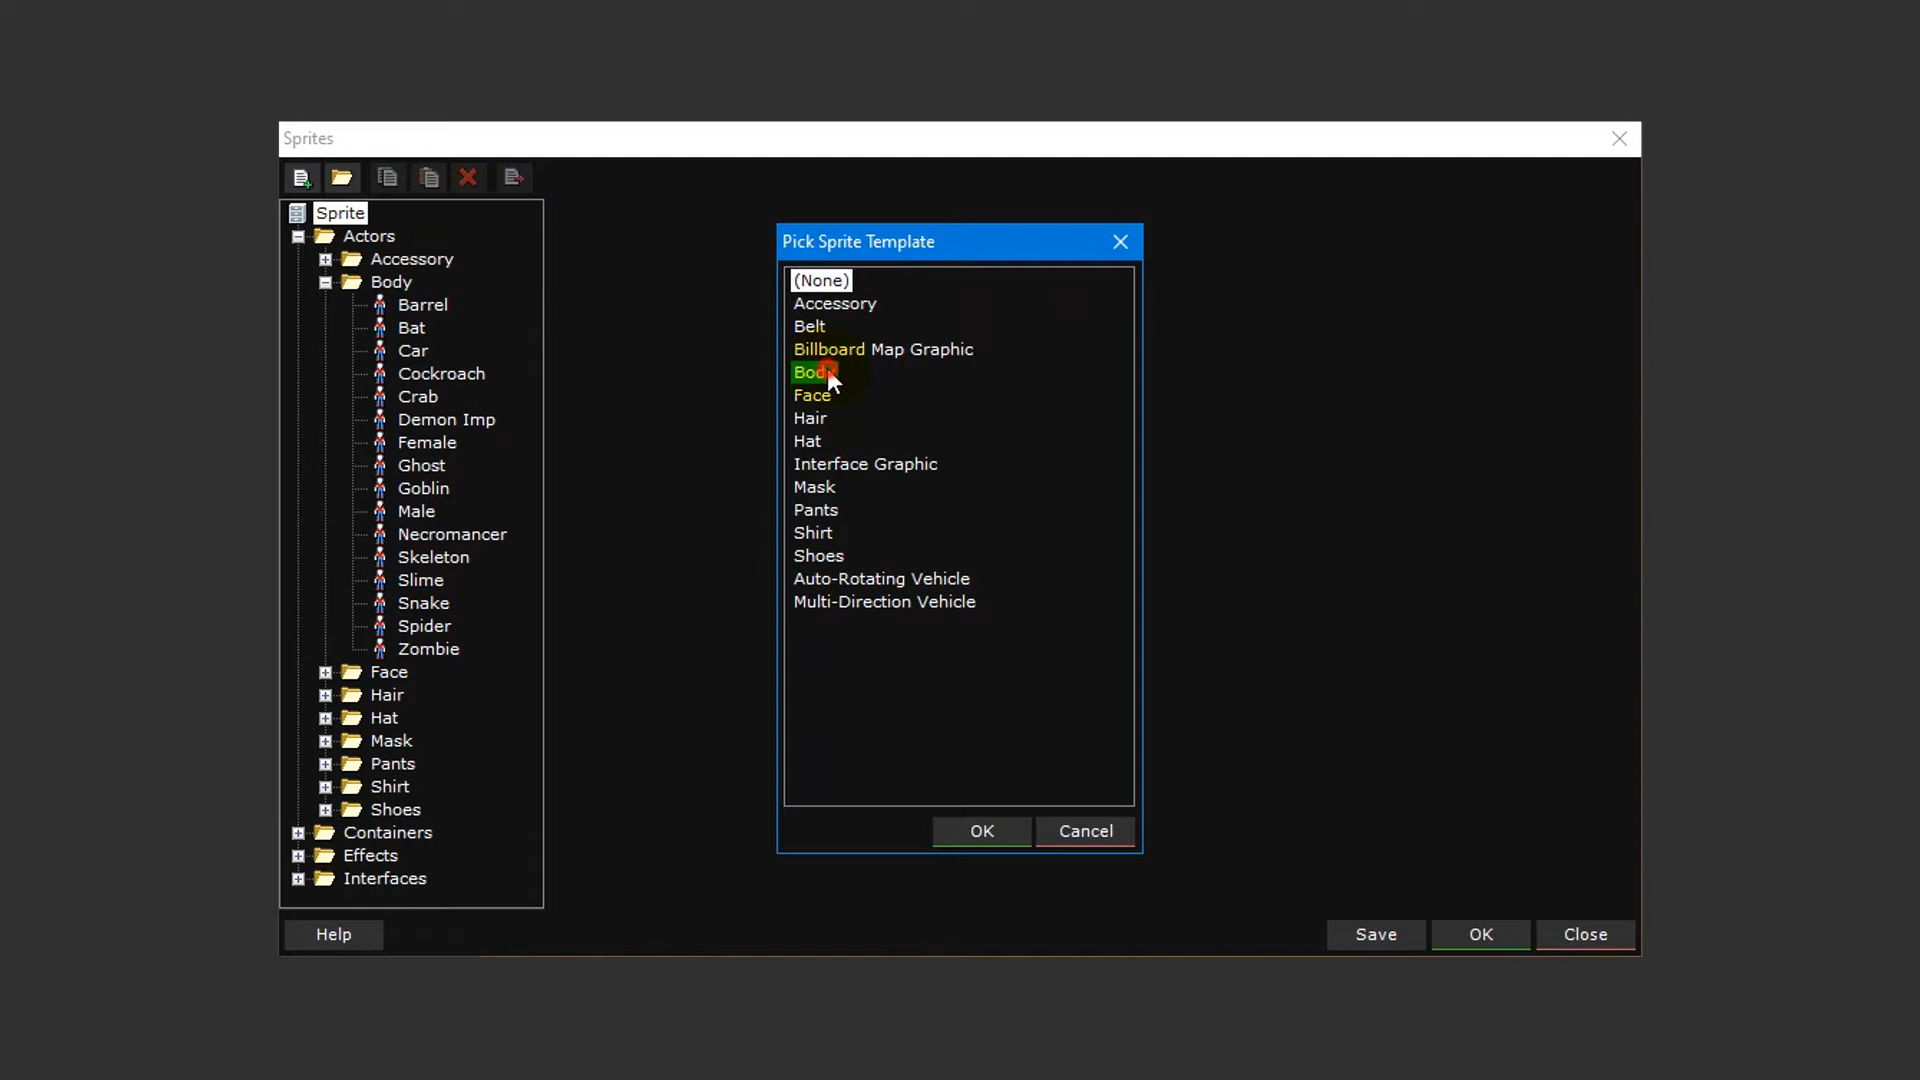 Sprites
Sprite
Actors
Accessory
Body
Barrel
Bat
Car
Cockroach
Crab
Demon Imp
Female
Ghost
Goblin
Male
Necromancer
Skeleton
Slime
Snake
Spider
Zombie
Face
Hair
Hat
Mask
Pants
Shirt
Shoes
Containers
Effects
Interfaces
Pick Sprite Template
(None)
Accessory
Belt
Billboard Map Graphic
Body
Face
Hair
Hat
Interface Graphic
Mask
Pants
Shirt
Shoes
Auto-Rotating Vehicle
Multi-Direction Vehicle
OK Cancel
Help
Save OK Close